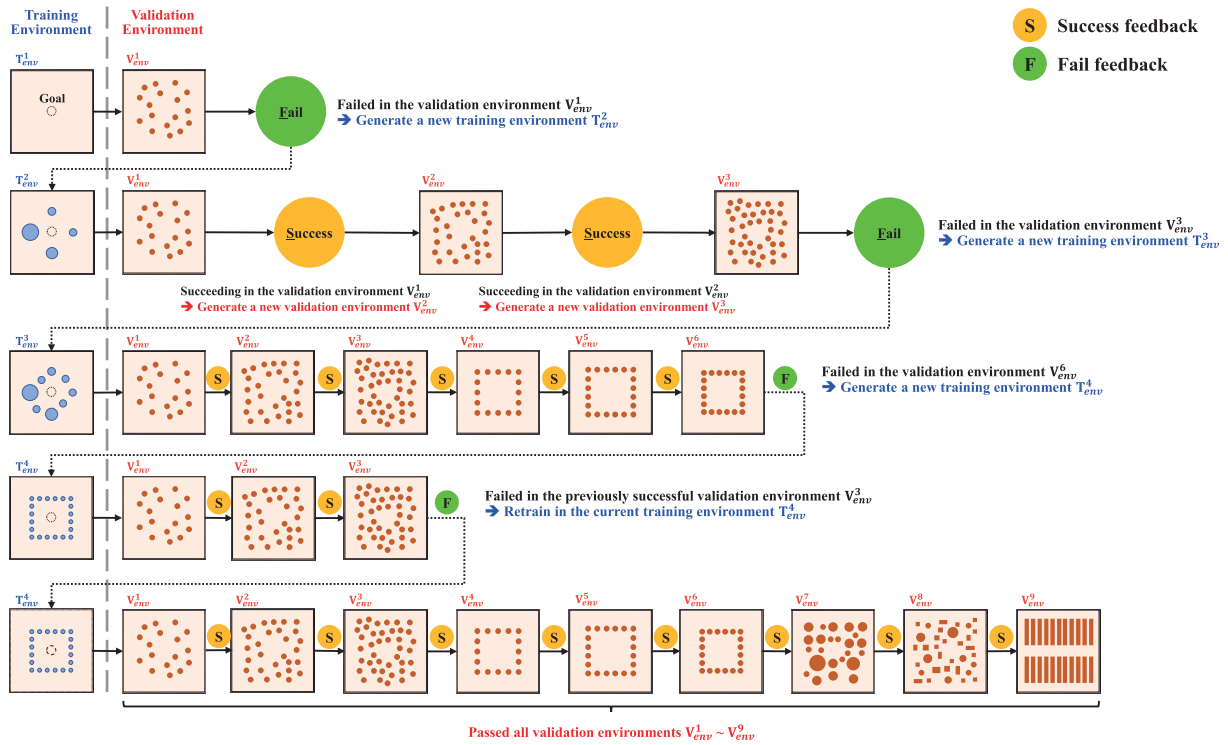 Training
Environment
Validation
Environment
S Success feedback
F Fail feedback
T¹env
V¹env
Goal
Fail
Failed in the validation environment V¹env
➔ Generate a new training environment T²env
T²env
V¹env
V²env
V³env
Success
Success
Fail
Failed in the validation environment V³env
➔ Generate a new training environment T³env
Succeeding in the validation environment V¹env
➔ Generate a new validation environment V²env
Succeeding in the validation environment V²env
➔ Generate a new validation environment V³env
T³env
V¹env V²env V³env V⁴env V⁵env V⁶env
S S S S S F
Failed in the validation environment V⁶env
➔ Generate a new training environment T⁴env
T⁴env
V¹env V²env V³env
S S F
Failed in the previously successful validation environment V³env
➔ Retrain in the current training environment T⁴env
T⁴env
V¹env V²env V³env V⁴env V⁵env V⁶env V⁷env V⁸env V⁹env
S S S S S S S S
Passed all validation environments V¹env ~ V⁹env